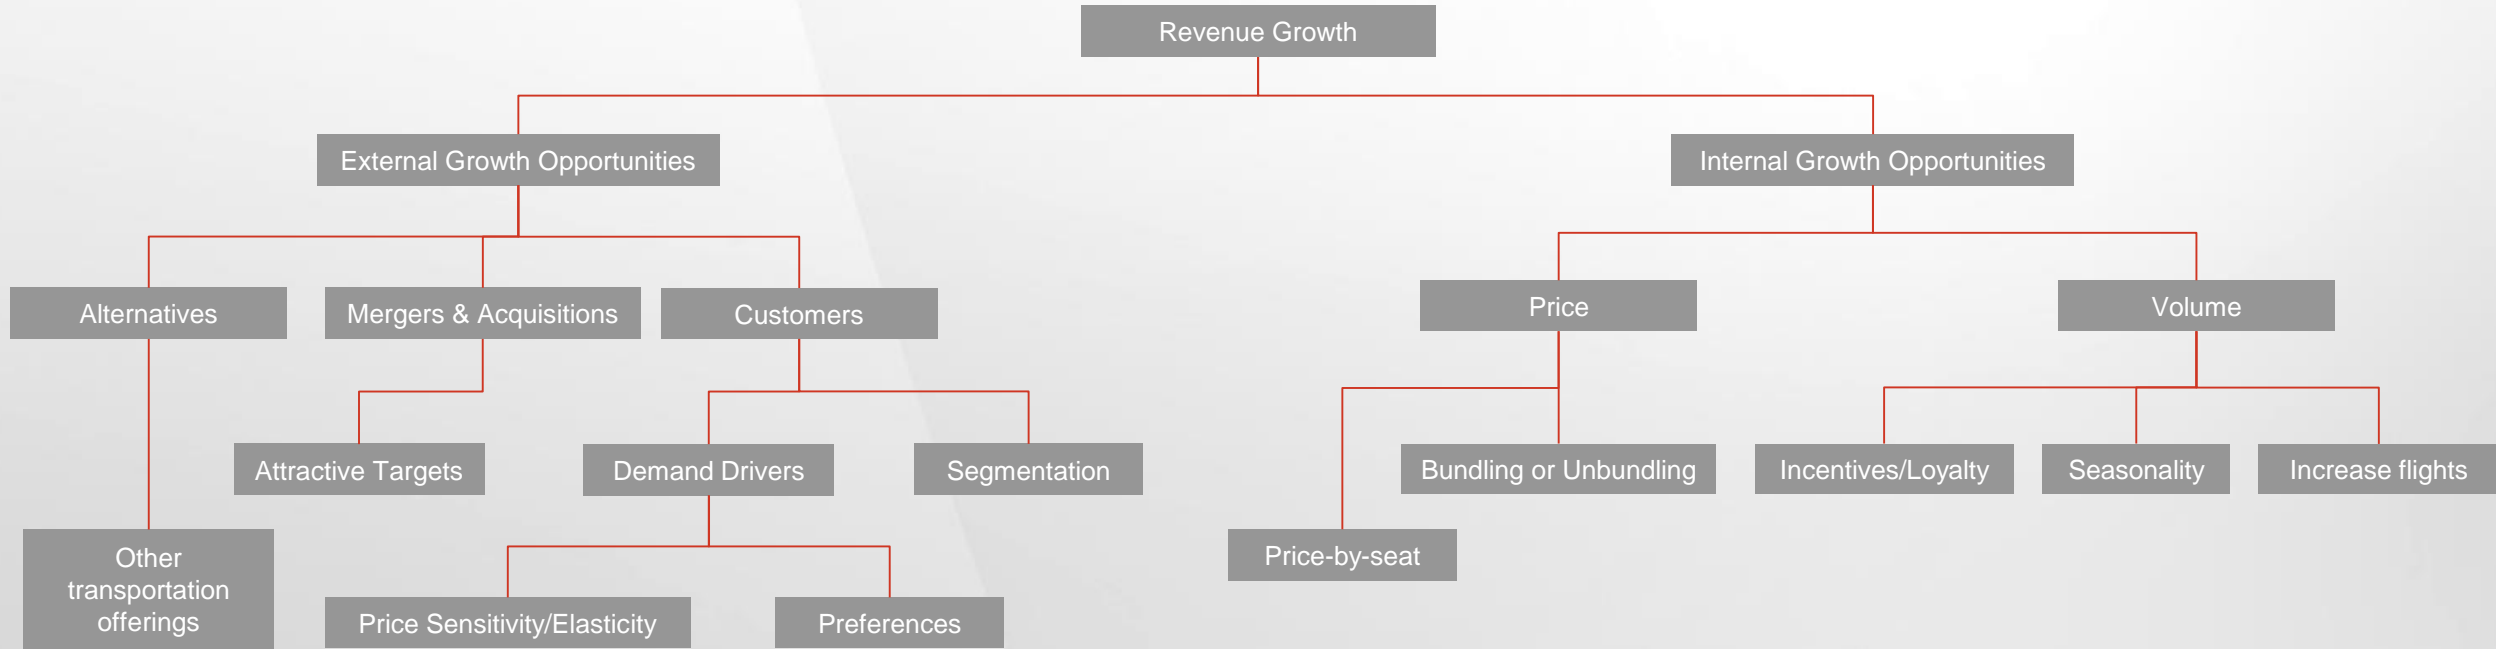 Revenue Growth
External Growth Opportunities
Internal Growth Opportunities
Alternatives
Mergers & Acquisitions
Customers
Price
Volume
Attractive Targets
Demand Drivers
Segmentation
Bundling or Unbundling
Incentives/Loyalty
Seasonality
Increase flights
Other
transportation
offerings
Price-by-seat
Price Sensitivity/Elasticity
Preferences